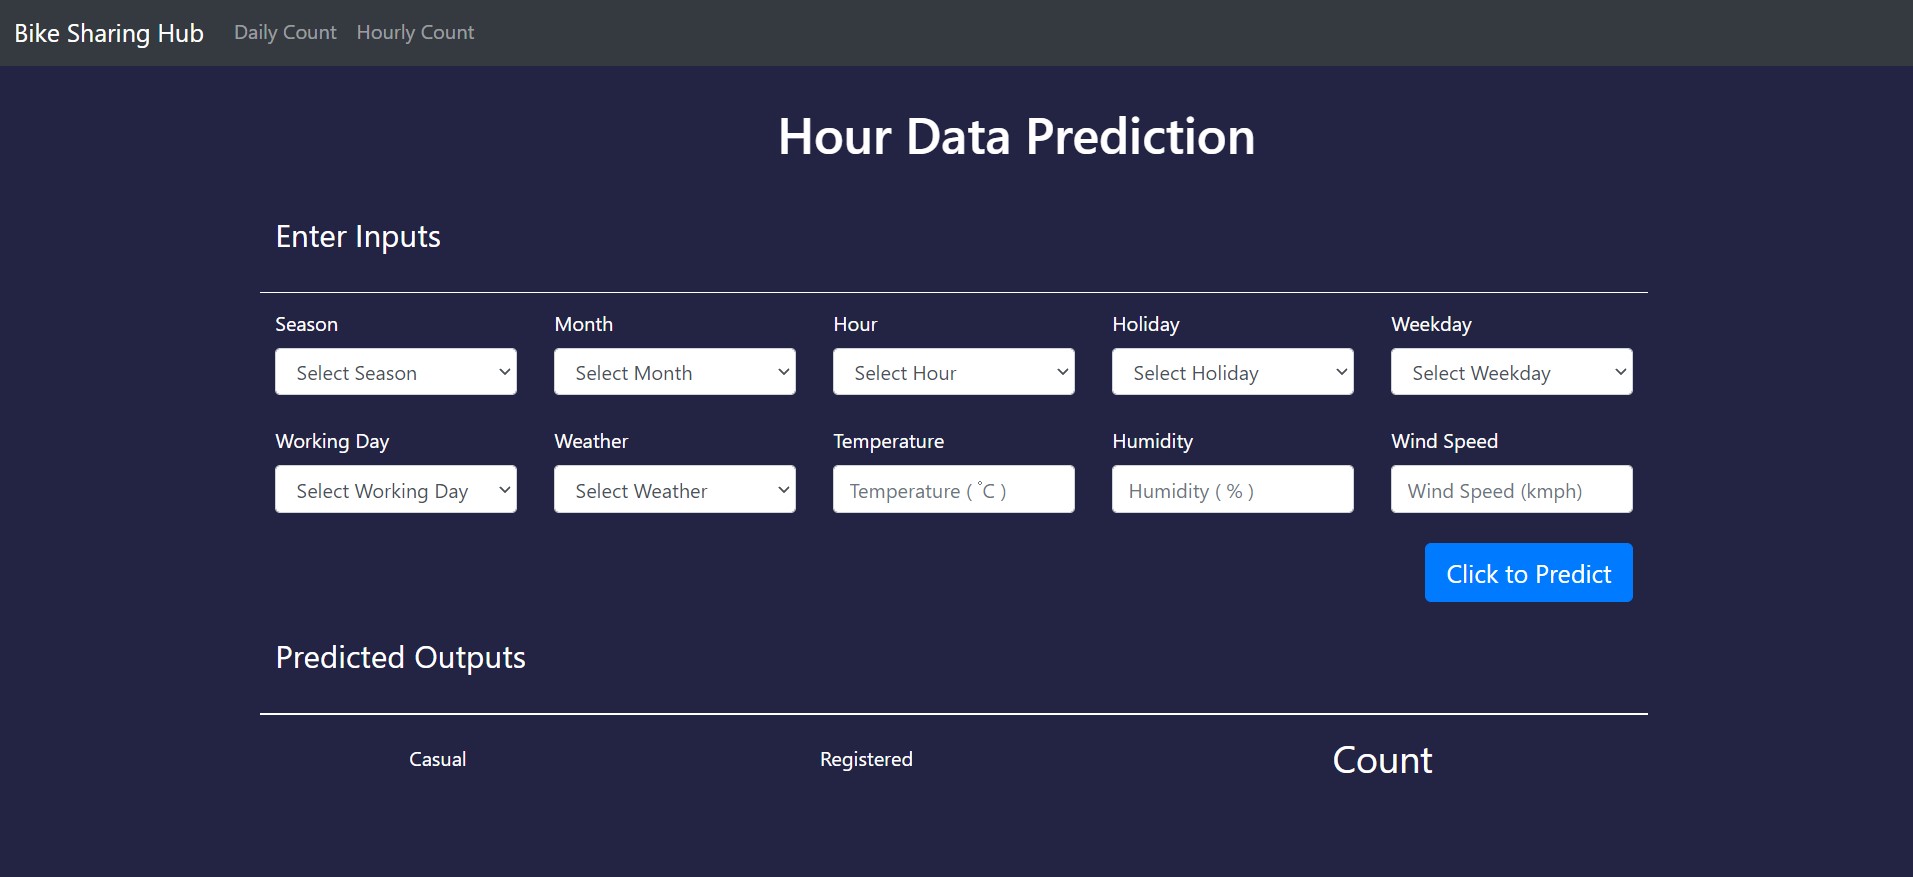 Bike Sharing Hub Daily Count Hourly Count
Hour Data Prediction
Enter Inputs
Season Month Hour Holiday Weekday
Select Season Select Month Select Hour Select Holiday Select Weekday
Working Day Weather Temperature Humidity Wind Speed
Select Working Day Select Weather Temperature ( ˚C ) Humidity ( % ) Wind Speed (kmph)
Click to Predict
Predicted Outputs
Casual Registered Count